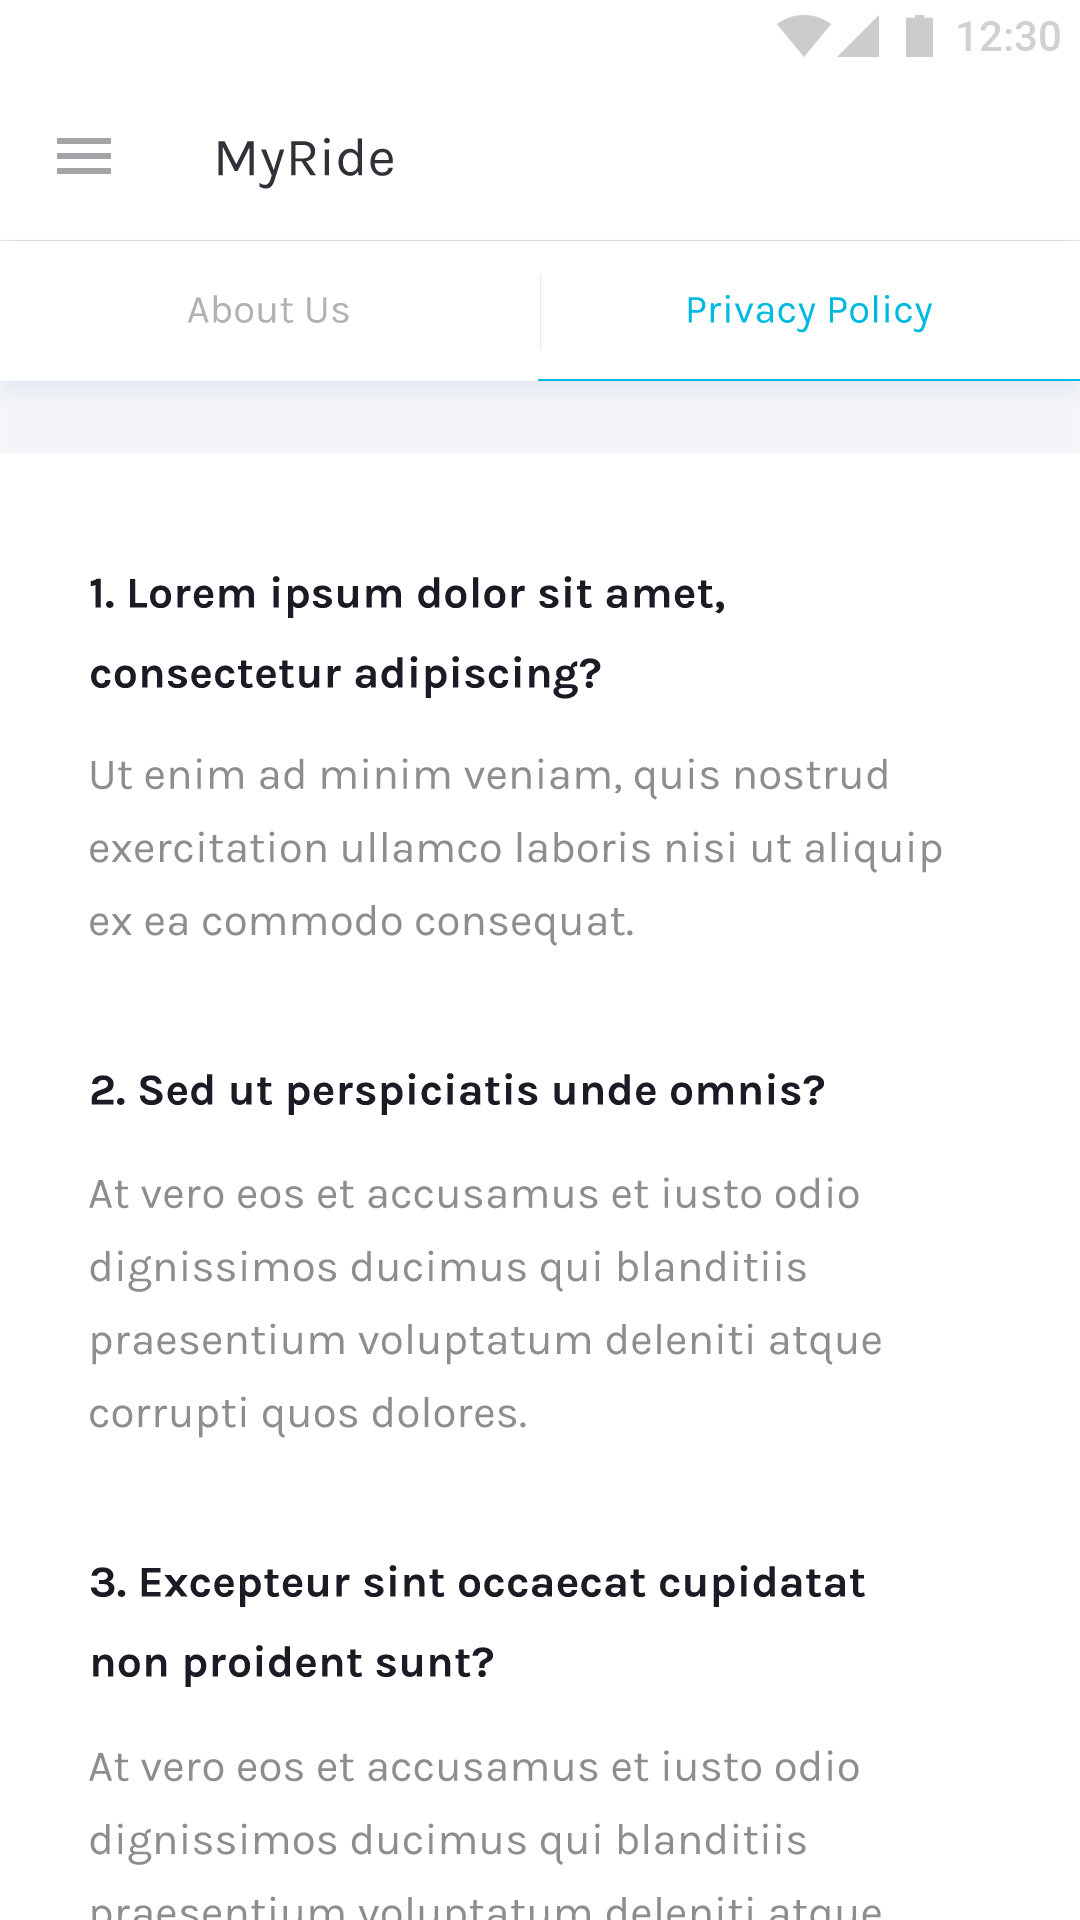 12:30
MyRide
About Us
Privacy Policy
1. Lorem ipsum dolor sit amet,
consectetur adipiscing?
Ut enim ad minim veniam, quis nostrud
exercitation ullamco laboris nisi ut aliquip
ex ea commodo consequat.
2. Sed ut perspiciatis unde omnis?
At vero eos et accusamus et iusto odio
dignissimos ducimus qui blanditiis
praesentium voluptatum deleniti atque
corrupti quos dolores.
3. Excepteur sint occaecat cupidatat
non proident sunt?
At vero eos et accusamus et iusto odio
dignissimos ducimus qui blanditiis
praesentium voluptatum deleniti atque